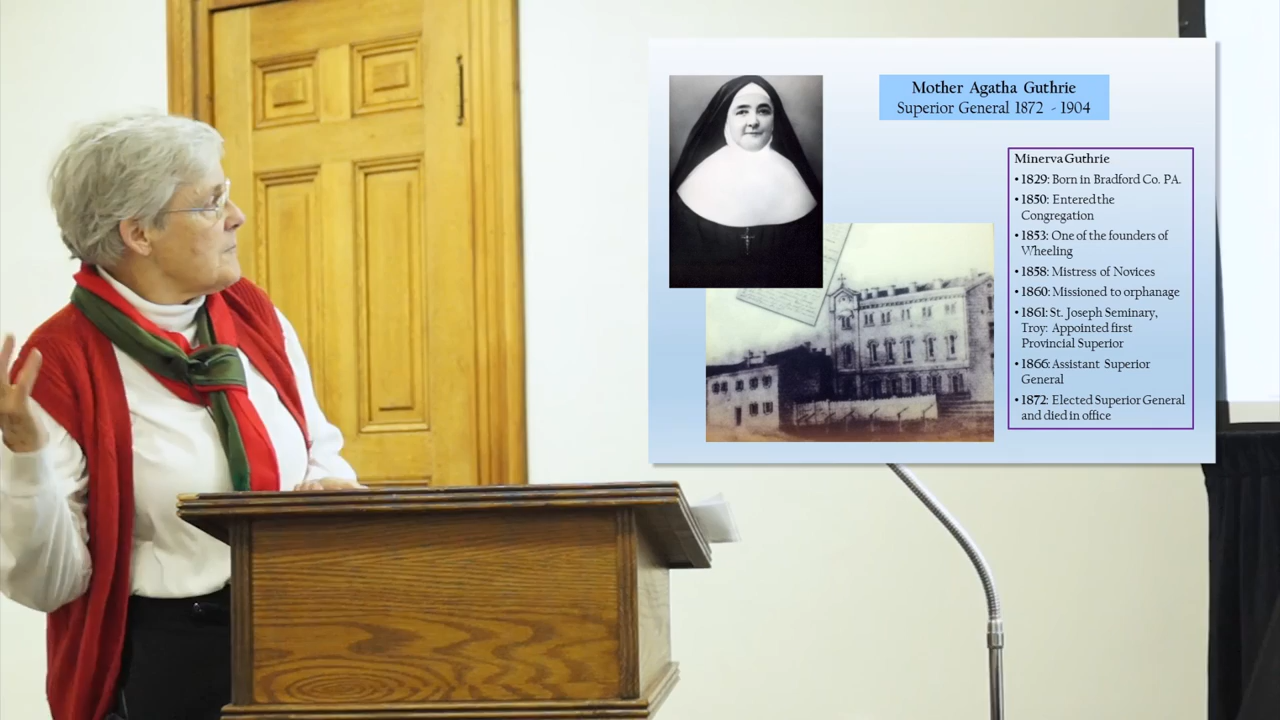 Mother Agatha Guthrie
Superior General 1872 - 1904
Minerva Guthrie
• 1829: Born in Bradford Co. PA.
• 1850: Entered the
Congregation
• 1853: One of the founders of
Wheeling
• 1858: Mistress of Novices
• 1860: Missioned to orphanage
• 1861: St. Joseph Seminary,
Troy: Appointed first
Provincial Superior
• 1866: Assistant Superior
General
• 1872: Elected Superior General
and died in office